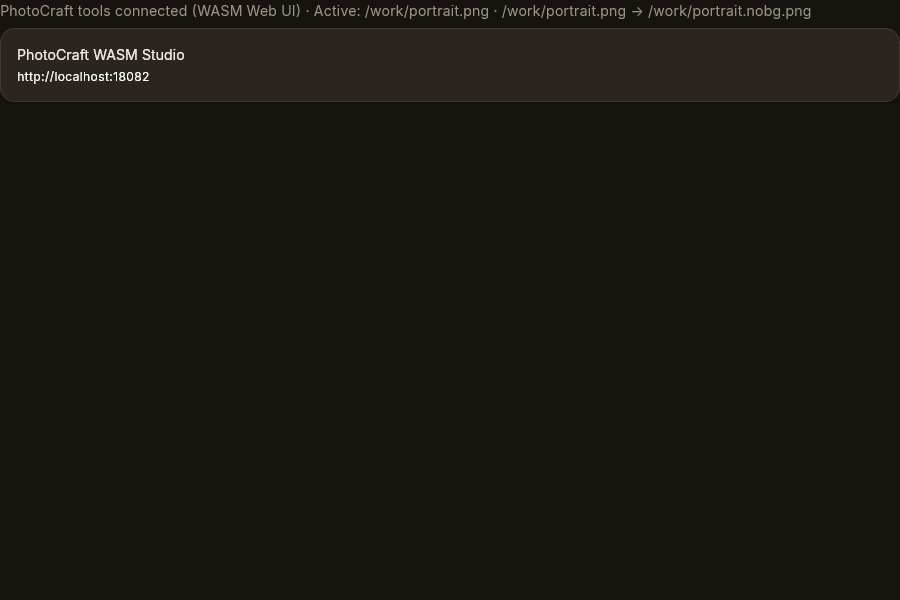 PhotoCraft tools connected (WASM Web UI) · Active: /work/portrait.png · /work/portrait.png → /work/portrait.nobg.png
PhotoCraft WASM Studio
http://localhost:18082